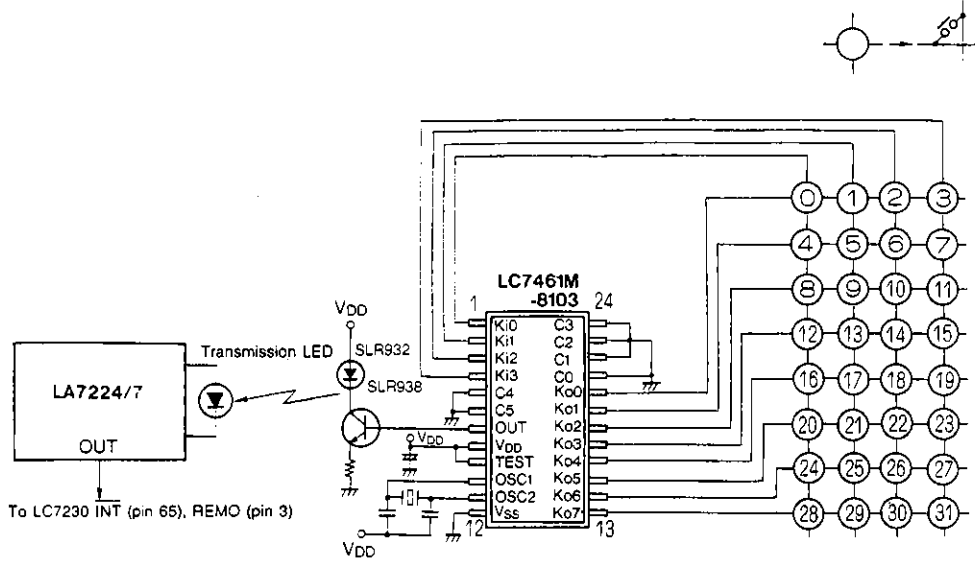 0 1 2 3
4 5 6 7
LC7461M
-8103
8 9 10 11
1 24
VDD
Ki0 C3
12 13 14 15
Ki1 C2
Transmission LED SLR932
Ki2 C1
Ki3 C0
16 17 18 19
LA7224/7
SLR938
C4 Ko0
C5 Ko1
20 21 22 23
OUT
OUT Ko2
VDD
VDD Ko3
TEST Ko4
24 25 26 27
OSC1 Ko5
OSC2 Ko6
To LC7230 INT (pin 65), REMO (pin 3)
VSS Ko7
28 29 30 31
12 13
VDD